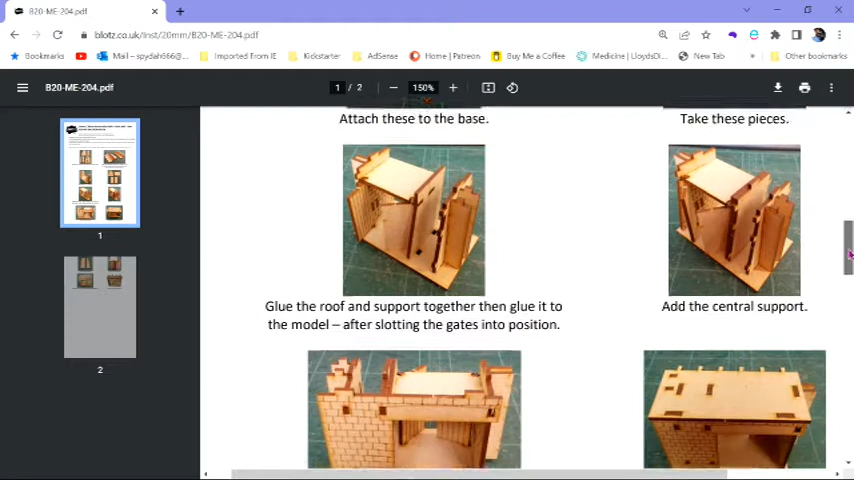 B20-ME-204.pdf
blotz.co.uk/Inst/20mm/B20-ME-204.pdf
Bookmarks
Mail – spydah666@...
Imported From IE
Kickstarter
AdSense
Home | Patreon
Buy Me a Coffee
Medicine | LloydsDi...
New Tab
Other bookmarks
B20-ME-204.pdf
1 / 2
150%
Attach these to the base.
Take these pieces.
Glue the roof and support together then glue it to
the model – after slotting the gates into position.
Add the central support.
1
2